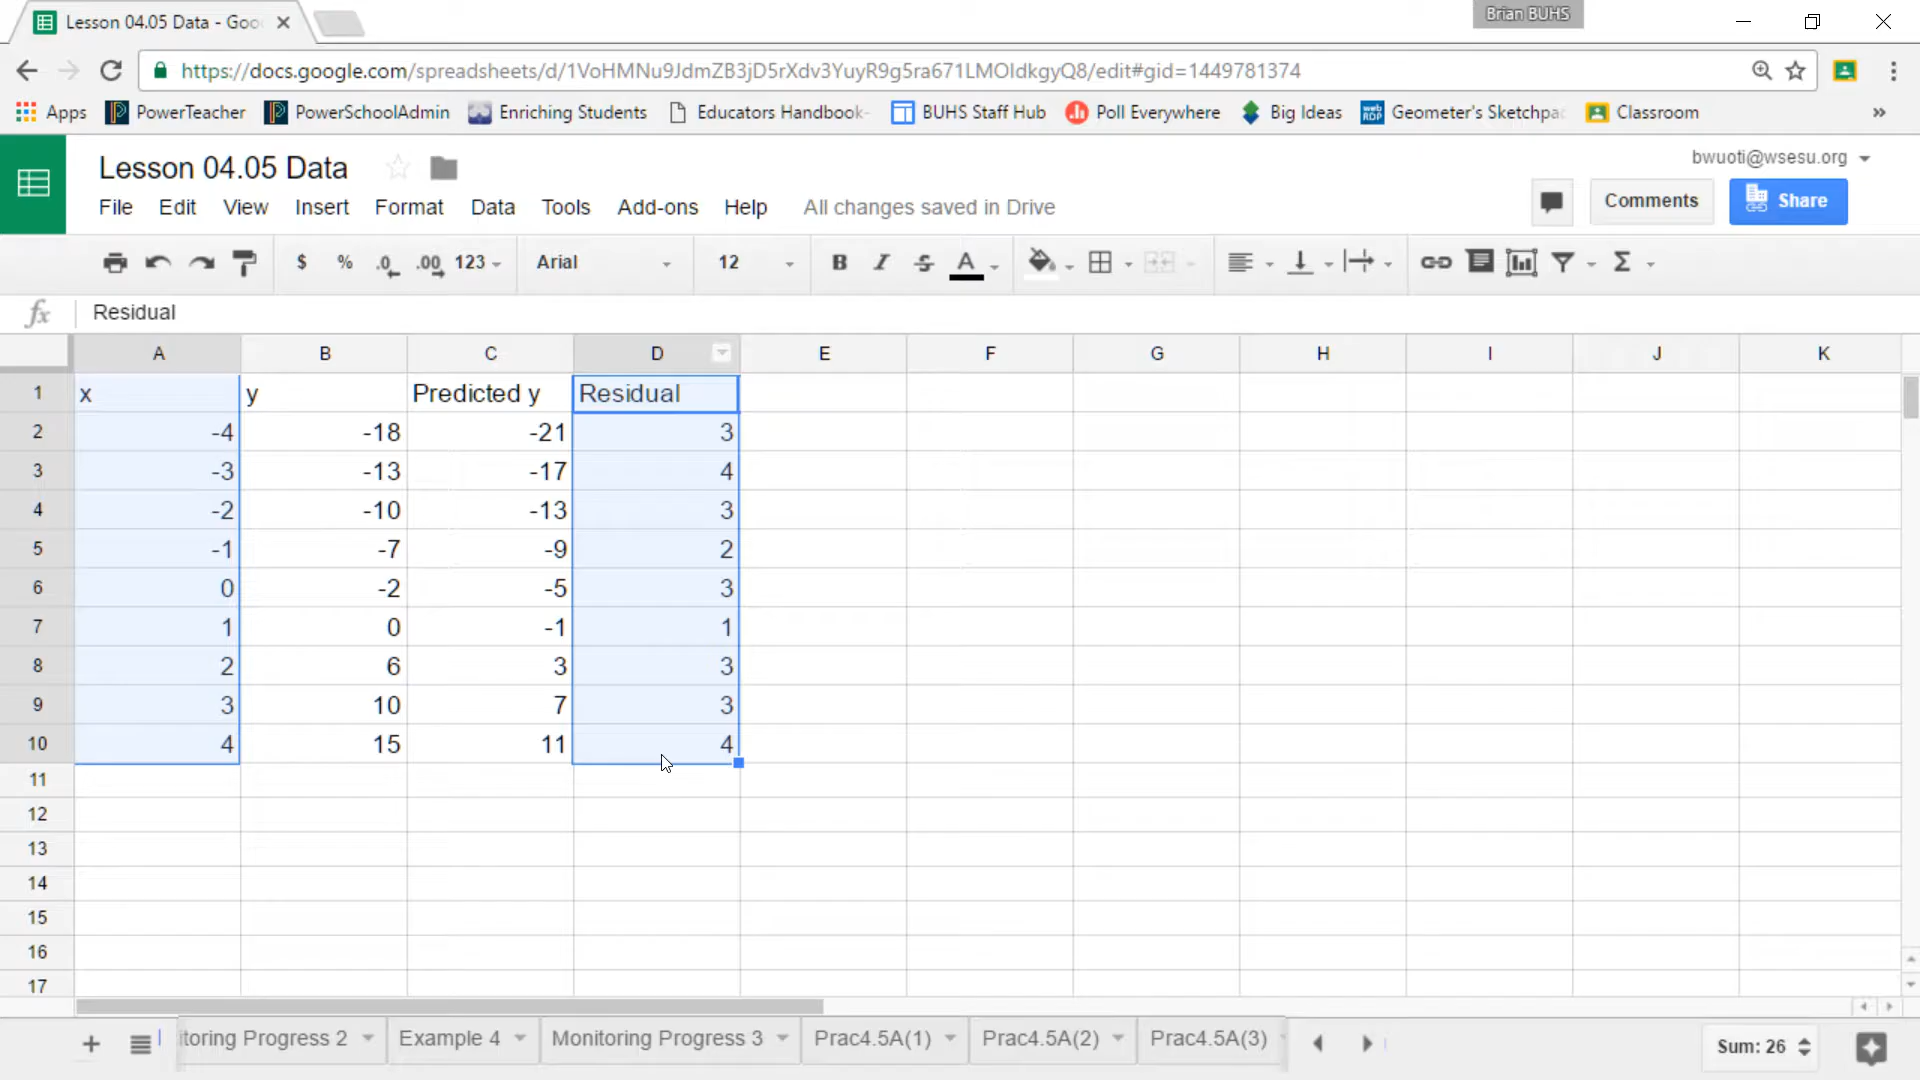 Lesson 04.05 Data - Goo
Brian BUHS
https://docs.google.com/spreadsheets/d/1VoHMNu9JdmZB3jD5rXdv3YuyR9g5ra671LMOIdkgyQ8/edit#gid=1449781374
Apps PowerTeacher PowerSchoolAdmin Enriching Students Educators Handbook- BUHS Staff Hub Poll Everywhere Big Ideas Geometer's Sketchpa Classroom »
Lesson 04.05 Data
bwuoti@wsesu.org
File Edit View Insert Format Data Tools Add-ons Help All changes saved in Drive
Comments Share
$ % .0 .00 123 Arial 12 B I S A Σ
fx Residual
A B C D E F G H I J K
1 x y Predicted y Residual
2 -4 -18 -21 3
3 -3 -13 -17 4
4 -2 -10 -13 3
5 -1 -7 -9 2
6 0 -2 -5 3
7 1 0 -1 1
8 2 6 3 3
9 3 10 7 3
10 4 15 11 4
11
12
13
14
15
16
17
+ itoring Progress 2 Example 4 Monitoring Progress 3 Prac4.5A(1) Prac4.5A(2) Prac4.5A(3) Sum: 26